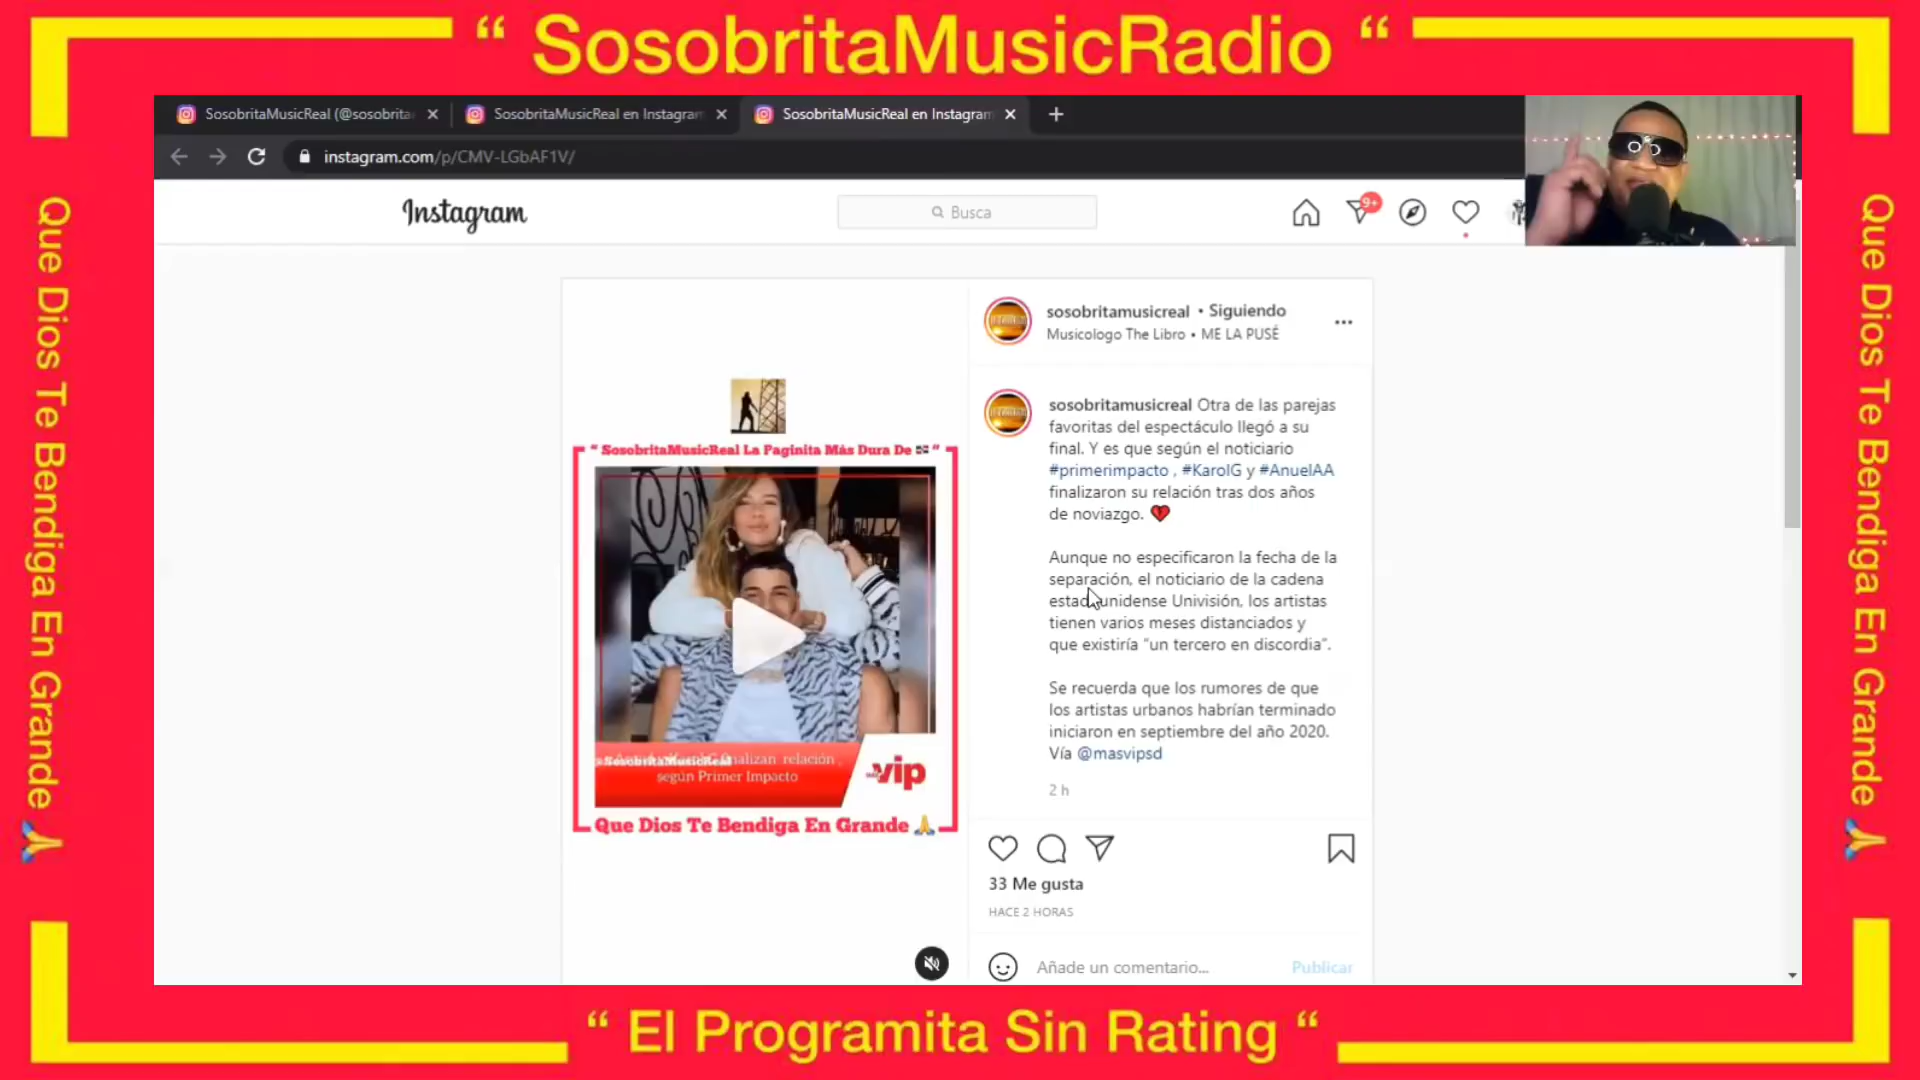 “ SosobritaMusicRadio “
SosobritaMusicReal (@sosobrita
SosobritaMusicReal en Instagram
SosobritaMusicReal en Instagram
instagram.com/p/CMV-LGbAF1V/
Instagram
Busca
9+
sosobritamusicreal • Siguiendo
Musicologo The Libro • ME LA PUSÉ
sosobritamusicreal Otra de las parejas
favoritas del espectáculo llegó a su
final. Y es que según el noticiario
#primerimpacto , #KarolG y #AnuelAA
finalizaron su relación tras dos años
de noviazgo. 💔
Aunque no especificaron la fecha de la
separación, el noticiario de la cadena
estadounidense Univisión, los artistas
tienen varios meses distanciados y
que existiría “un tercero en discordia”.
Se recuerda que los rumores de que
los artistas urbanos habrían terminado
iniciaron en septiembre del año 2020.
Vía @masvipsd
2 h
“ SosobritaMusicReal La Paginita Más Dura De 🇩🇴 “
SosobritaMusicReal
finalizan relación
según Primer Impacto
vip
Que Dios Te Bendiga En Grande 🙏
33 Me gusta
HACE 2 HORAS
Añade un comentario...
Publicar
Que Dios Te Bendiga En Grande 🙏
Que Dios Te Bendiga En Grande 🙏
“ El Programita Sin Rating “